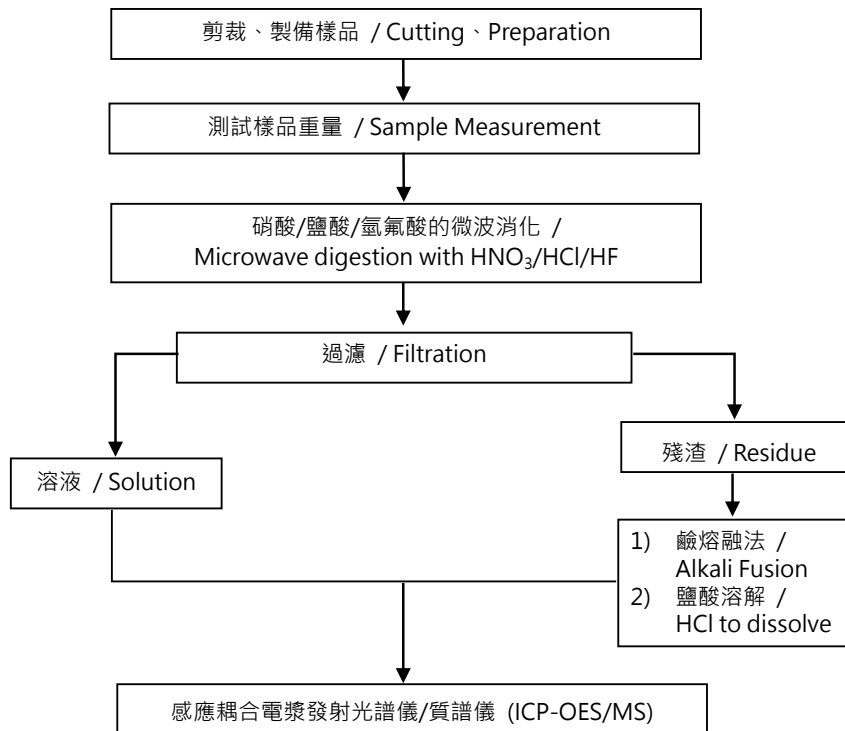 剪裁、製備樣品 / Cutting、Preparation
測試樣品重量 / Sample Measurement
硝酸/鹽酸/氫氟酸的微波消化 /
Microwave digestion with HNO₃/HCl/HF
過濾 / Filtration
溶液 / Solution
殘渣 / Residue
1) 鹼熔融法 /
Alkali Fusion
2) 鹽酸溶解 /
HCl to dissolve
感應耦合電漿發射光譜儀/質譜儀 (ICP-OES/MS)